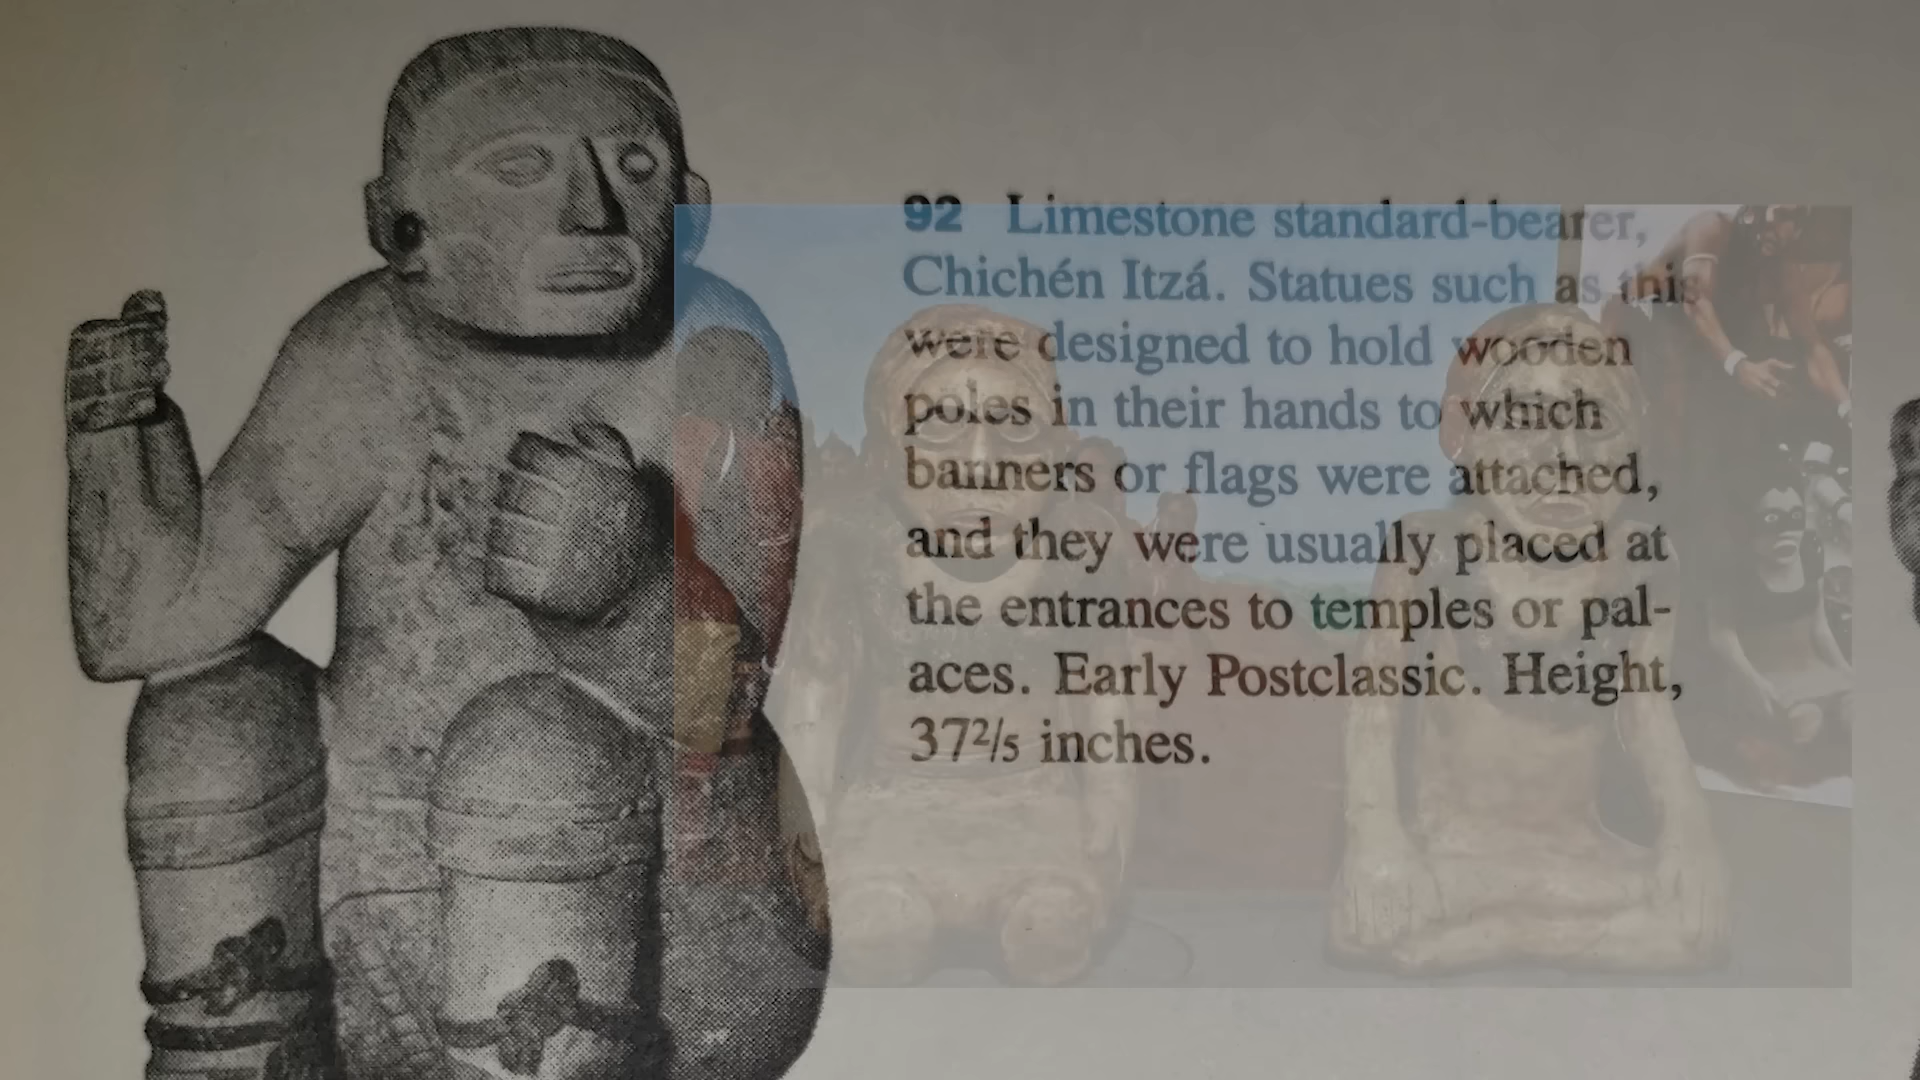 92 Limestone standard-bearer,
Chichén Itzá. Statues such as this
were designed to hold wooden
poles in their hands to which
banners or flags were attached,
and they were usually placed at
the entrances to temples or pal-
aces. Early Postclassic. Height,
37 2/5 inches.